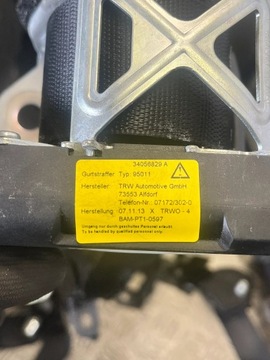 34056829 A
Gurtstraffer Typ: 95011
Hersteller TRW Automotive GmbH
73553 Alfdorf
Telefon-Nr.: 07172/302-0
Herstellung 07.11.13 X TRWO - 4
BAM-PT1-0597
Umgang nur durch geschultes Personal erlaubt
To be handled by qualified personnel only